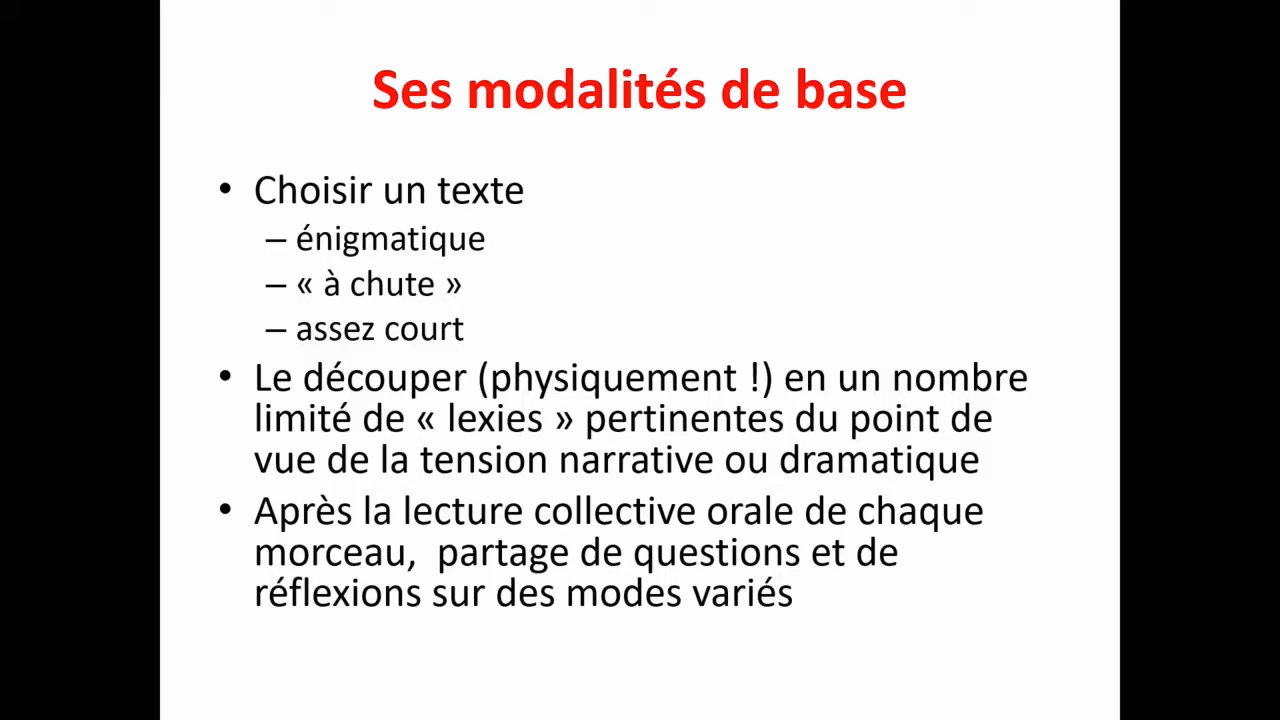 Ses modalités de base
• Choisir un texte
– énigmatique
– « à chute »
– assez court
• Le découper (physiquement !) en un nombre
limité de « lexies » pertinentes du point de
vue de la tension narrative ou dramatique
• Après la lecture collective orale de chaque
morceau, partage de questions et de
réflexions sur des modes variés